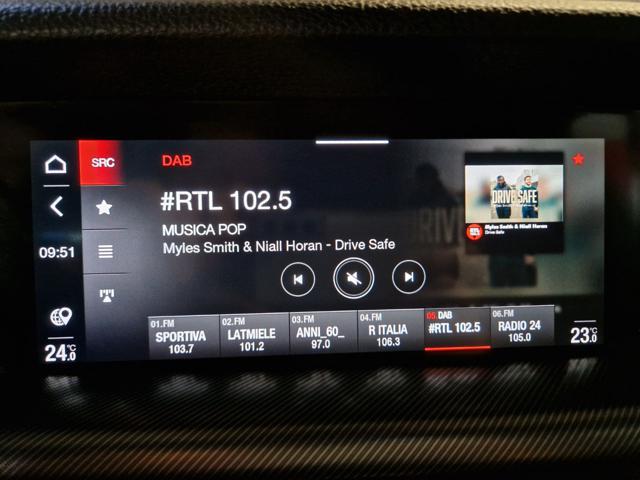 SRC
DAB
#RTL 102.5
MUSICA POP
Myles Smith & Niall Horan - Drive Safe
DRIVE SAFE
Myles Smith & Niall Horan
Drive Safe
09:51
24°C.0
01.FM
SPORTIVA
103.7
02.FM
LATMIELE
101.2
03.FM
ANNI_60_
97.0
04.FM
R ITALIA
106.3
05.DAB
#RTL 102.5
06.FM
RADIO 24
105.0
23°C.0